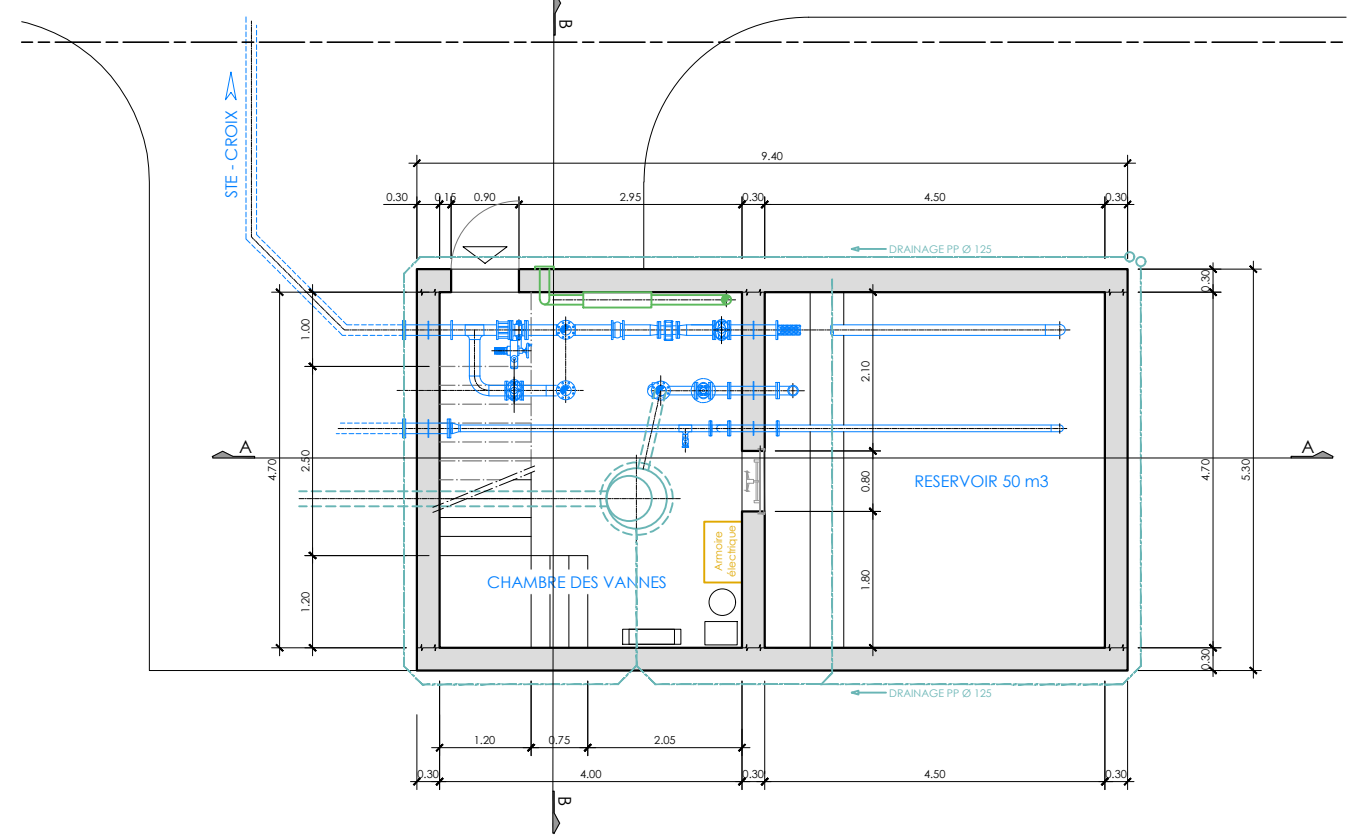 B
STE - CROIX
9.40
0.30
0.15
0.90
2.95
0.30
4.50
0.30
DRAINAGE PP Ø 125
0.30
1.00
2.10
A
A
2.50
4.70
0.80
4.70
5.30
RESERVOIR 50 m3
Armoire
électrique
CHAMBRE DES VANNES
1.20
1.80
0.30
DRAINAGE PP Ø 125
1.20
0.75
2.05
0.30
4.00
0.30
4.50
0.30
B